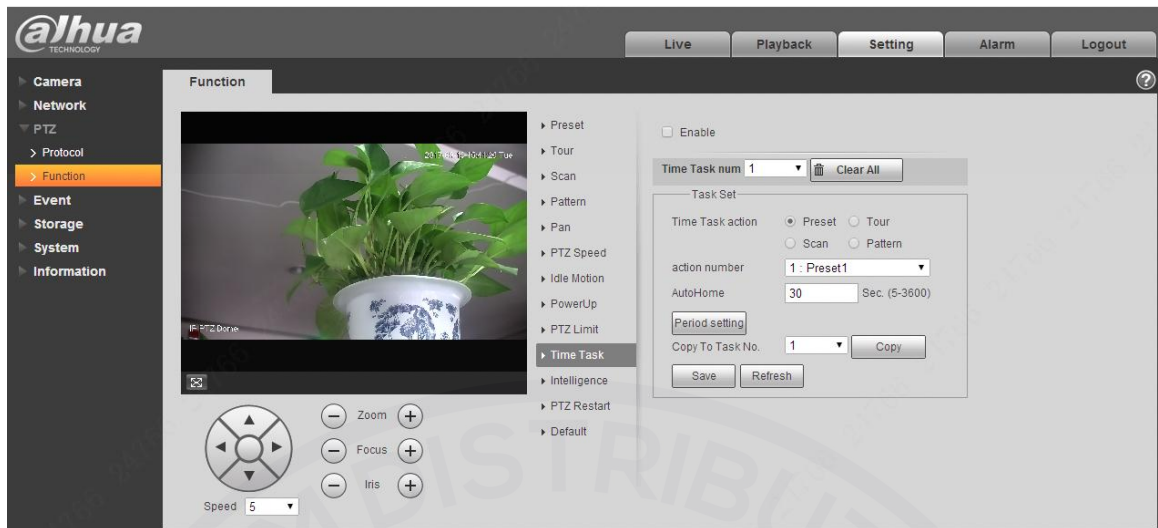 alhua
TECHNOLOGY
Live
Playback
Setting
Alarm
Logout
Camera
Network
PTZ
Protocol
Function
Event
Storage
System
Information
Function
?
IP PTZ Dome
Speed 5
Zoom
Focus
Iris
Preset
Tour
Scan
Pattern
Pan
PTZ Speed
Idle Motion
PowerUp
PTZ Limit
Time Task
Intelligence
PTZ Restart
Default
Enable
Time Task num 1 Clear All
Task Set
Time Task action Preset Tour
Scan Pattern
action number 1 : Preset1
AutoHome 30 Sec. (5-3600)
Period setting
Copy To Task No. 1 Copy
Save Refresh